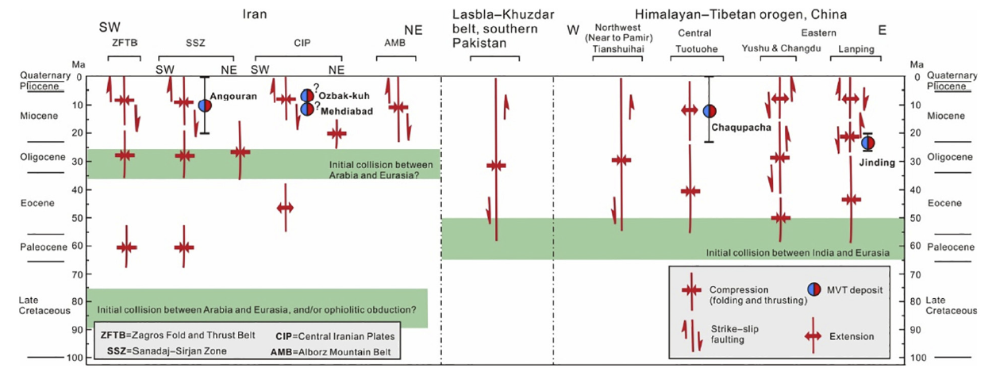 Iran
Lasbla–Khuzdar
belt, southern
Pakistan
Himalayan–Tibetan orogen, China
SW
NE
ZFTB
SSZ
CIP
AMB
SW
NE
SW
NE
W
Northwest
(Near to Pamir)
Tianshuihai
Central
Tuotuohe
Eastern
Yushu & Changdu
Lanping
E
Ma
Quaternary
Pliocene
Miocene
Oligocene
Eocene
Paleocene
Late
Cretaceous
0
10
20
30
40
50
60
70
80
90
100
Angouran
? Ozbak-kuh
? Mehdiabad
Chaqupacha
Jinding
Initial collision between
Arabia and Eurasia?
Initial collision between India and Eurasia
Initial collision between Arabia and Eurasia, and/or ophiolitic obduction?
ZFTB=Zagros Fold and Thrust Belt
CIP=Central Iranian Plates
SSZ=Sanadaj–Sirjan Zone
AMB=Alborz Mountain Belt
Compression
(folding and thrusting)
MVT deposit
Strike–slip
faulting
Extension
Ma
0
10
20
30
40
50
60
70
80
90
100
Quaternary
Pliocene
Miocene
Oligocene
Eocene
Paleocene
Late
Cretaceous